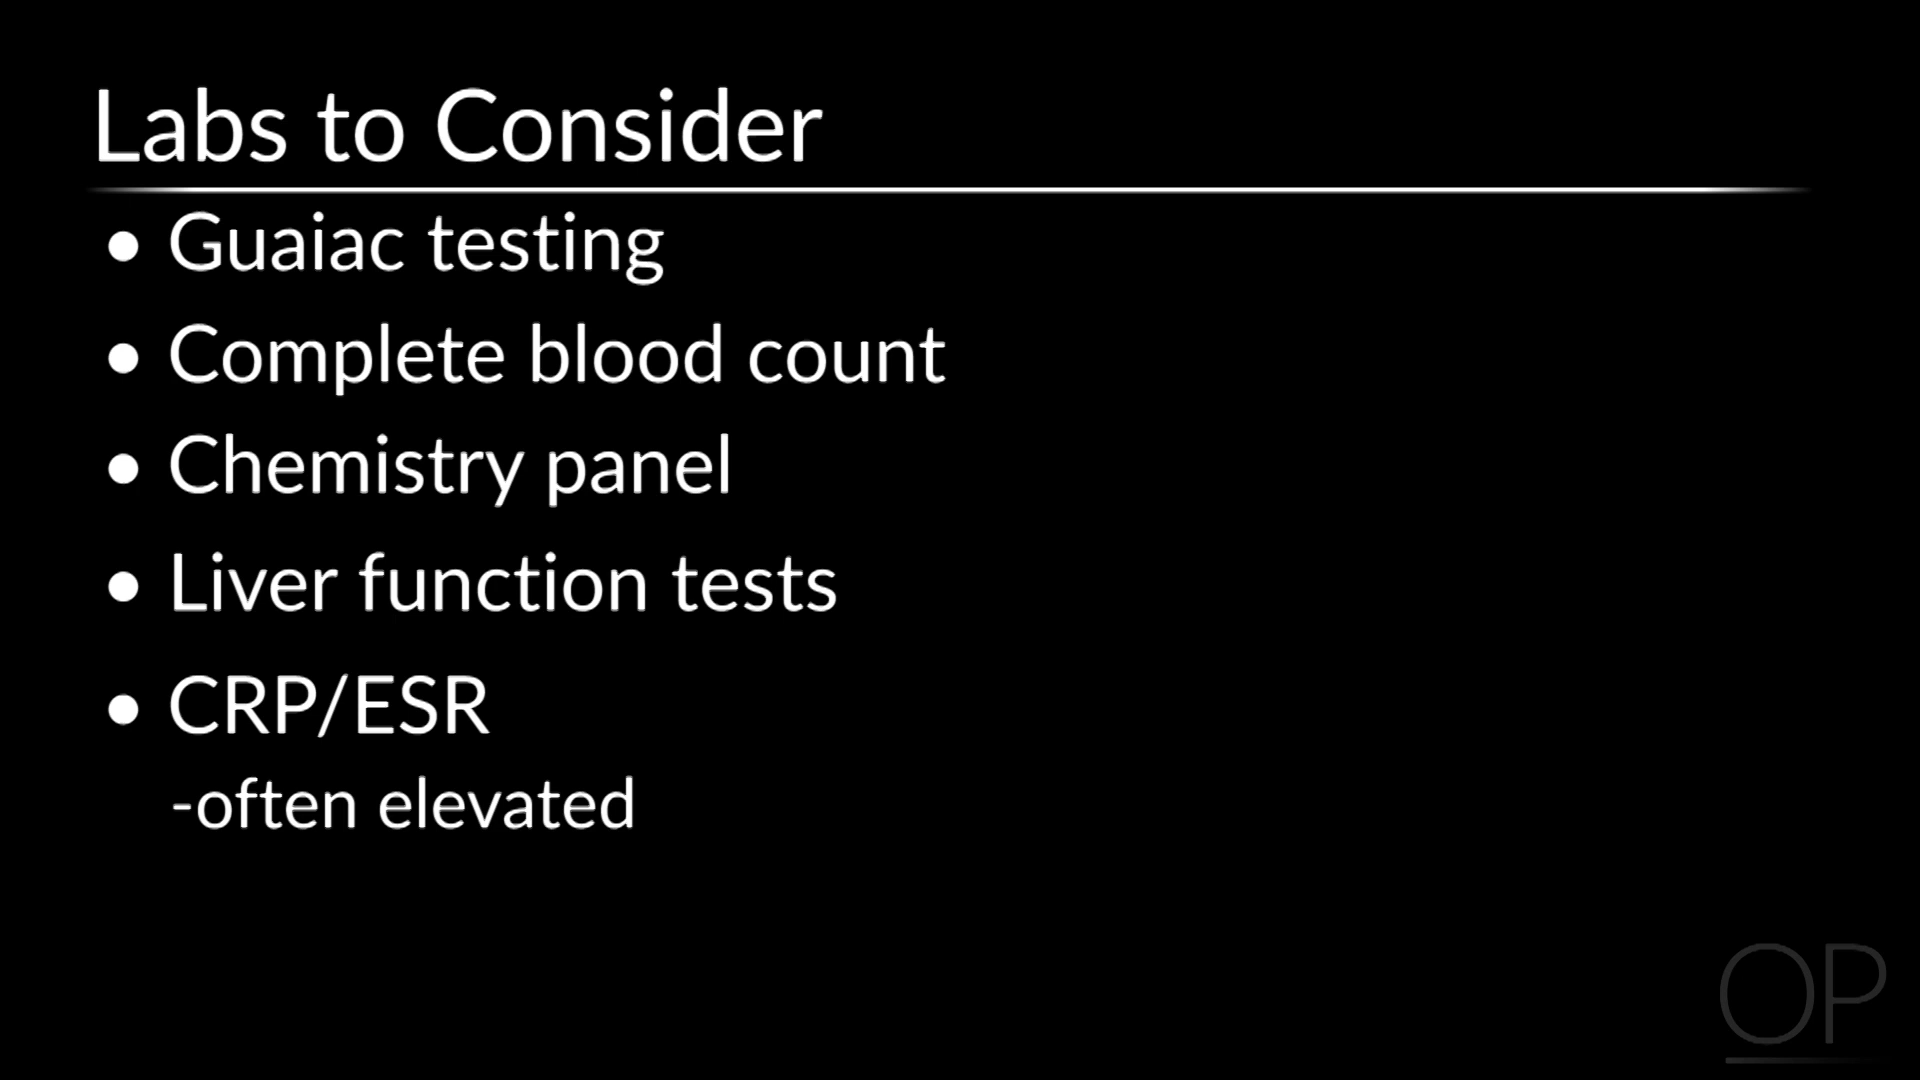 Labs to Consider
• Guaiac testing
• Complete blood count
• Chemistry panel
• Liver function tests
• CRP/ESR
-often elevated
OP